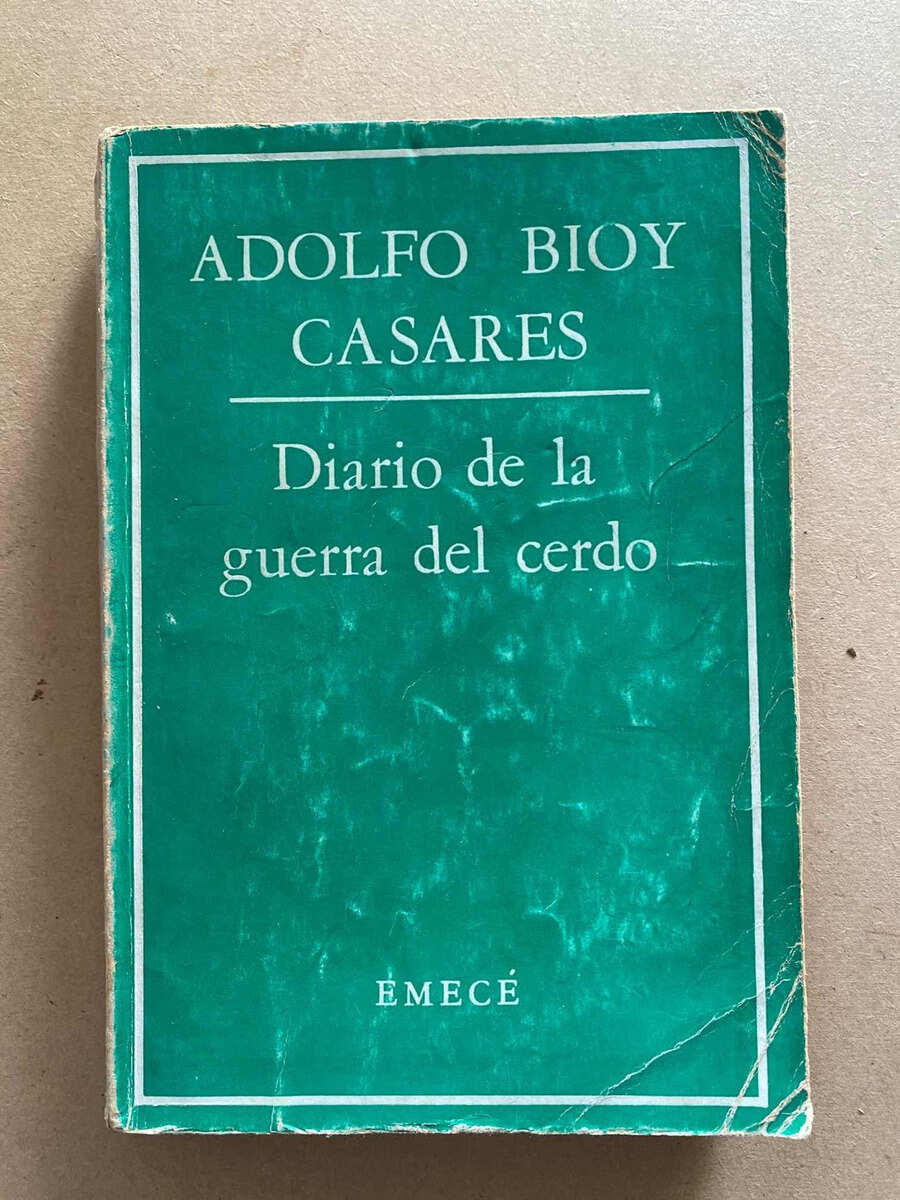 ADOLFO BIOY
CASARES
Diario de la
guerra del cerdo
EMECÉ